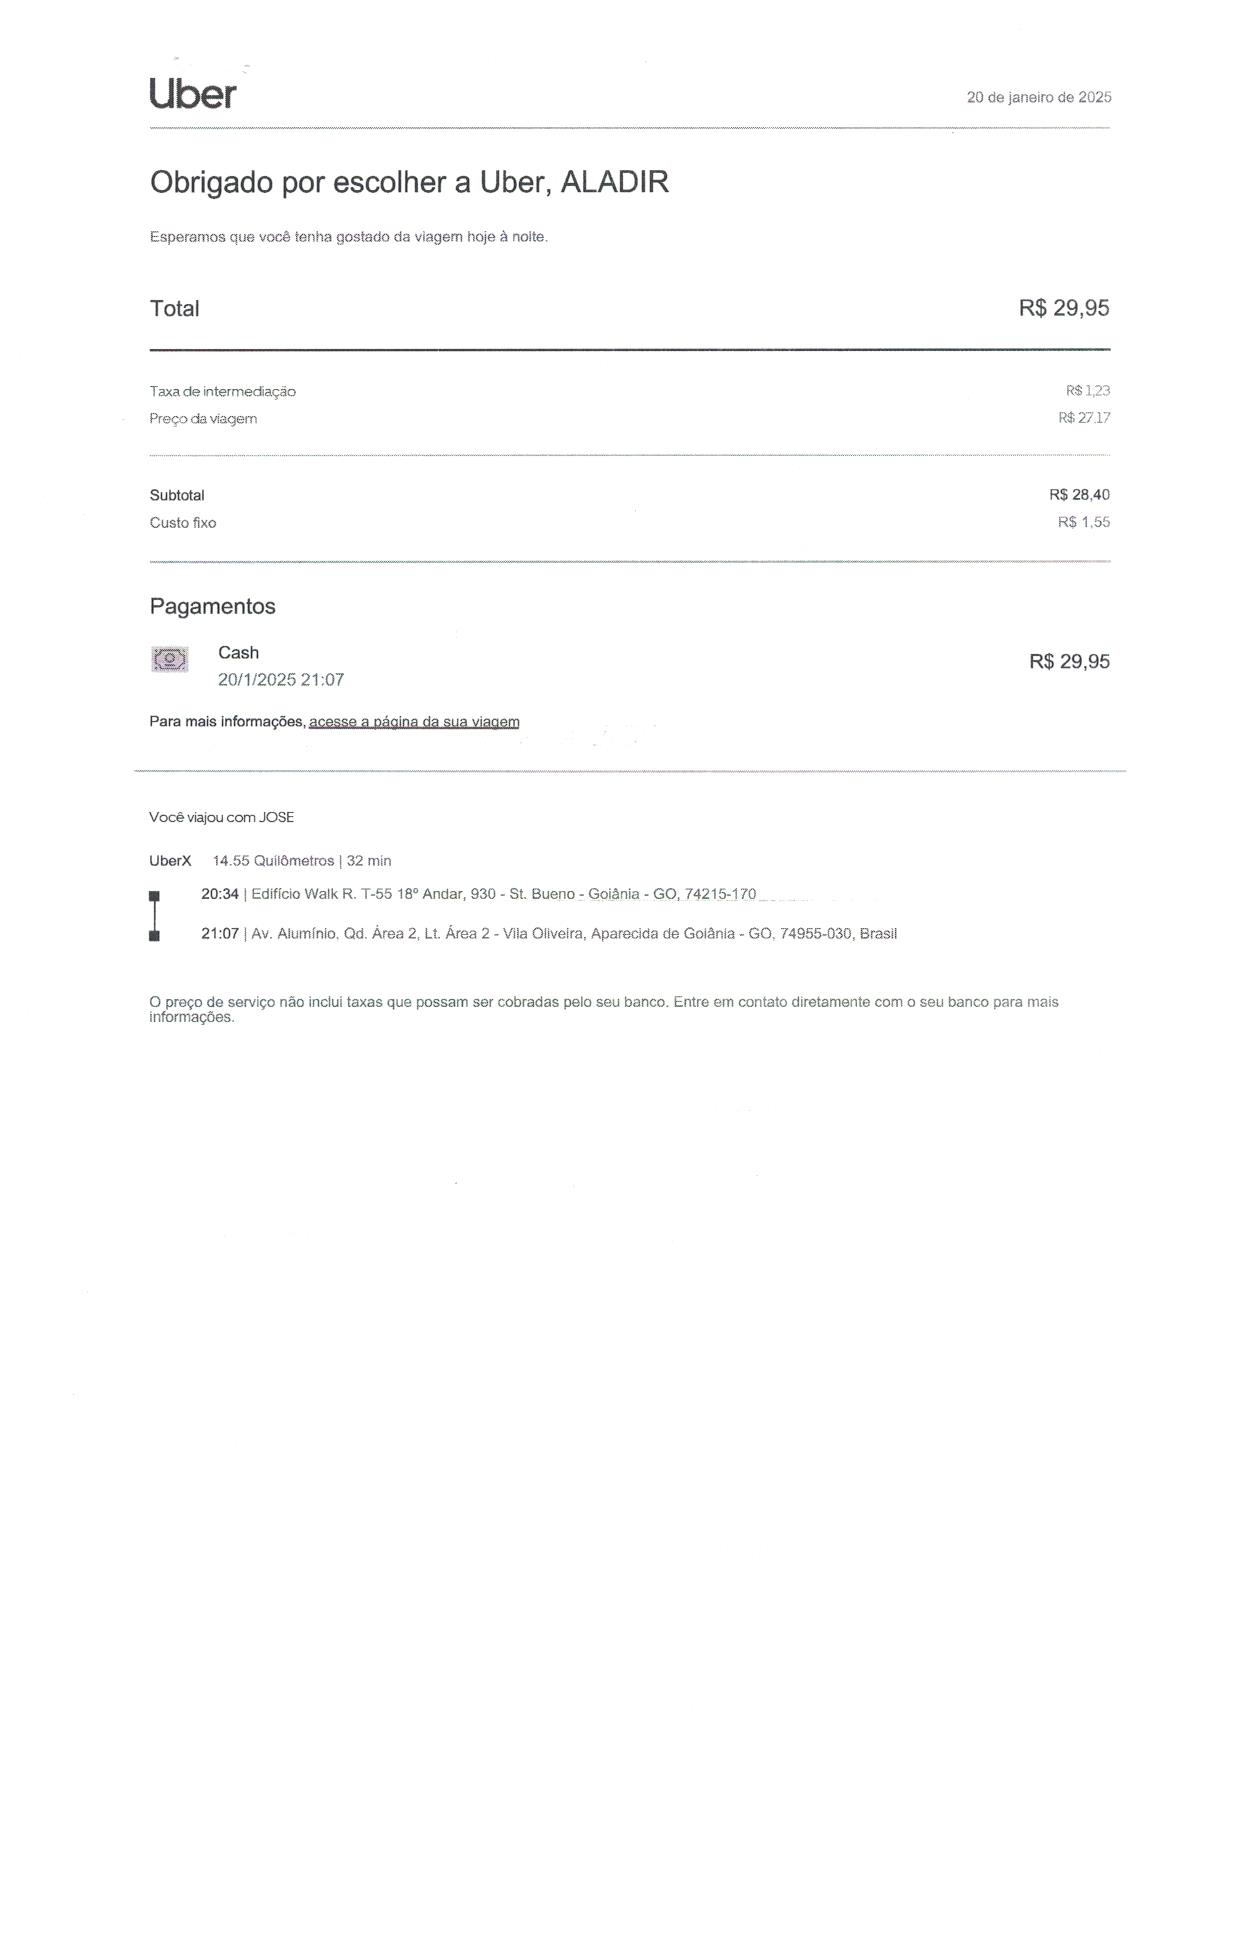 Uber
20 de janeiro de 2025
Obrigado por escolher a Uber, ALADIR
Esperamos que você tenha gostado da viagem hoje à noite.
Total R$ 29,95
Taxa de intermediação R$ 1,23
Preço da viagem R$ 27,17
Subtotal R$ 28,40
Custo fixo R$ 1,55
Pagamentos
Cash R$ 29,95
20/1/2025 21:07
Para mais informações, acesse a página da sua viagem
Você viajou com JOSE
UberX 14.55 Quilômetros | 32 min
20:34 | Edifício Walk R. T-55 18º Andar, 930 - St. Bueno - Goiânia - GO, 74215-170
21:07 | Av. Alumínio, Qd. Área 2, Lt. Área 2 - Vila Oliveira, Aparecida de Goiânia - GO, 74955-030, Brasil
O preço de serviço não inclui taxas que possam ser cobradas pelo seu banco. Entre em contato diretamente com o seu banco para mais
informações.